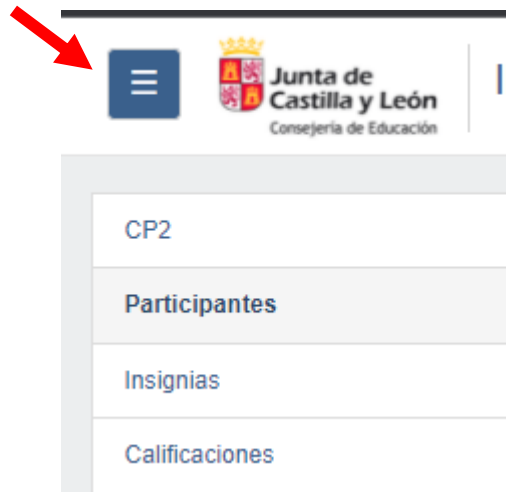 Junta de
Castilla y León
Consejería de Educación
CP2
Participantes
Insignias
Calificaciones